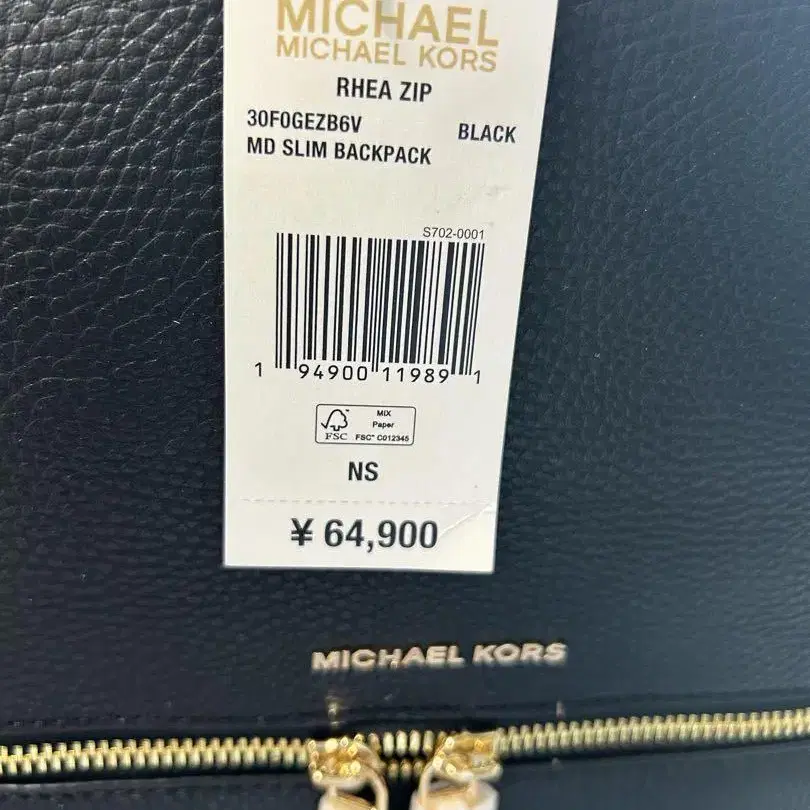 MICHAEL
MICHAEL KORS
RHEA ZIP
30F0GEZB6V BLACK
MD SLIM BACKPACK
S702-0001
1 94900 11989 1
FSC
MIX
Paper
FSC™ C012345
NS
¥ 64,900
MICHAEL KORS